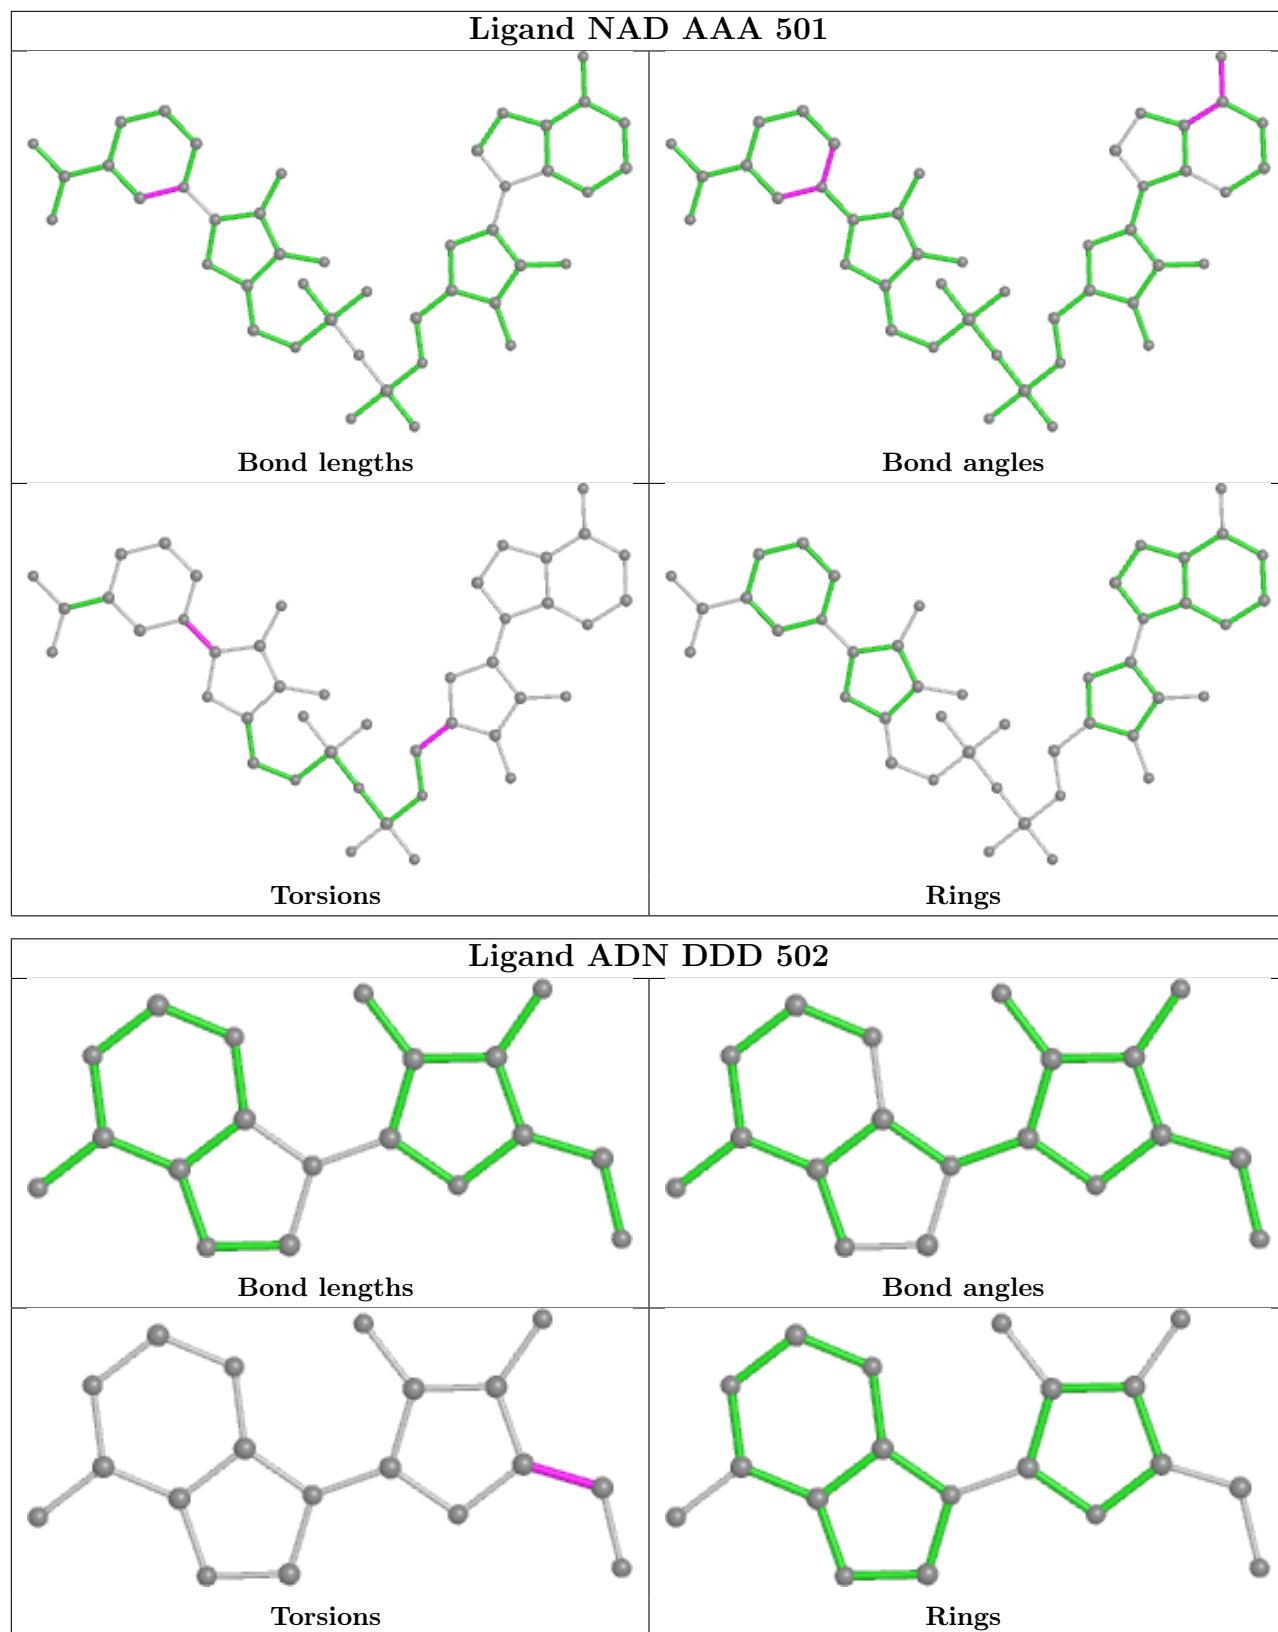 Ligand NAD AAA 501
Bond lengths
Bond angles
Torsions
Rings
Ligand ADN DDD 502
Bond lengths
Bond angles
Torsions
Rings